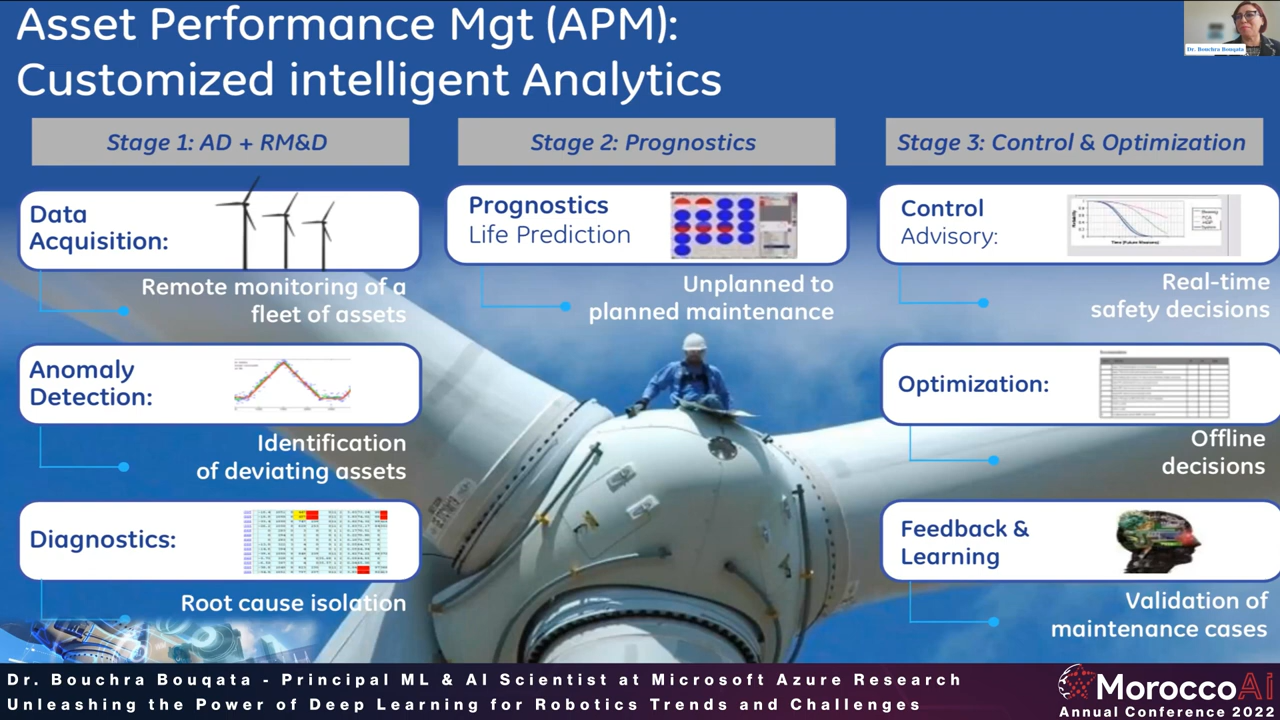 Asset Performance Mgt (APM):
Customized intelligent Analytics
Dr. Bouchra Bouqata
Stage 1: AD + RM&D
Data
Acquisition:
Remote monitoring of a
fleet of assets
Anomaly
Detection:
Identification
of deviating assets
Diagnostics:
Root cause isolation
Stage 2: Prognostics
Prognostics
Life Prediction
Unplanned to
planned maintenance
Stage 3: Control & Optimization
Control
Advisory:
Real-time
safety decisions
Optimization:
Offline
decisions
Feedback &
Learning
Validation of
maintenance cases
Dr. Bouchra Bouqata - Principal ML & AI Scientist at Microsoft Azure Research
Unleashing the Power of Deep Learning for Robotics Trends and Challenges
MoroccoAi
Annual Conference 2022